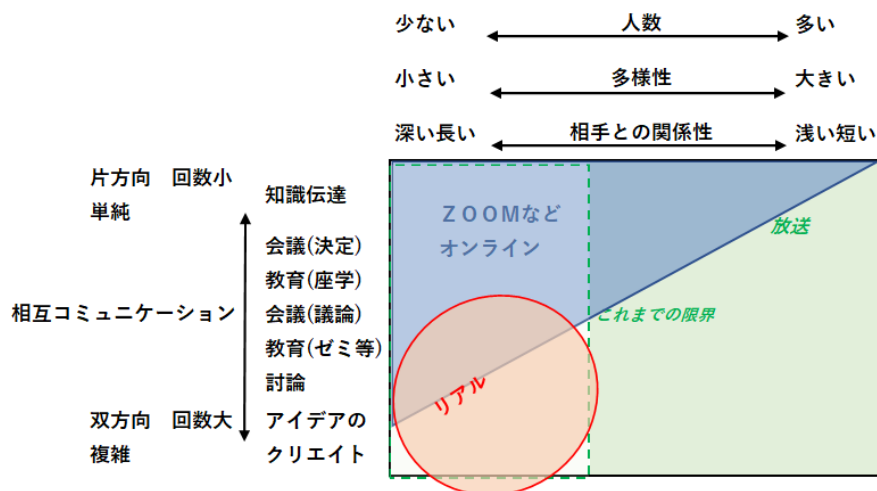 少ない 人数 多い
小さい 多様性 大きい
深い長い 相手との関係性 浅い短い
片方向 回数小
単純
知識伝達
ZOOMなど
オンライン
放送
会議(決定)
教育(座学)
相互コミュニケーション
会議(議論)
これまでの限界
教育(ゼミ等)
討論
リアル
双方向 回数大
複雑
アイデアの
クリエイト